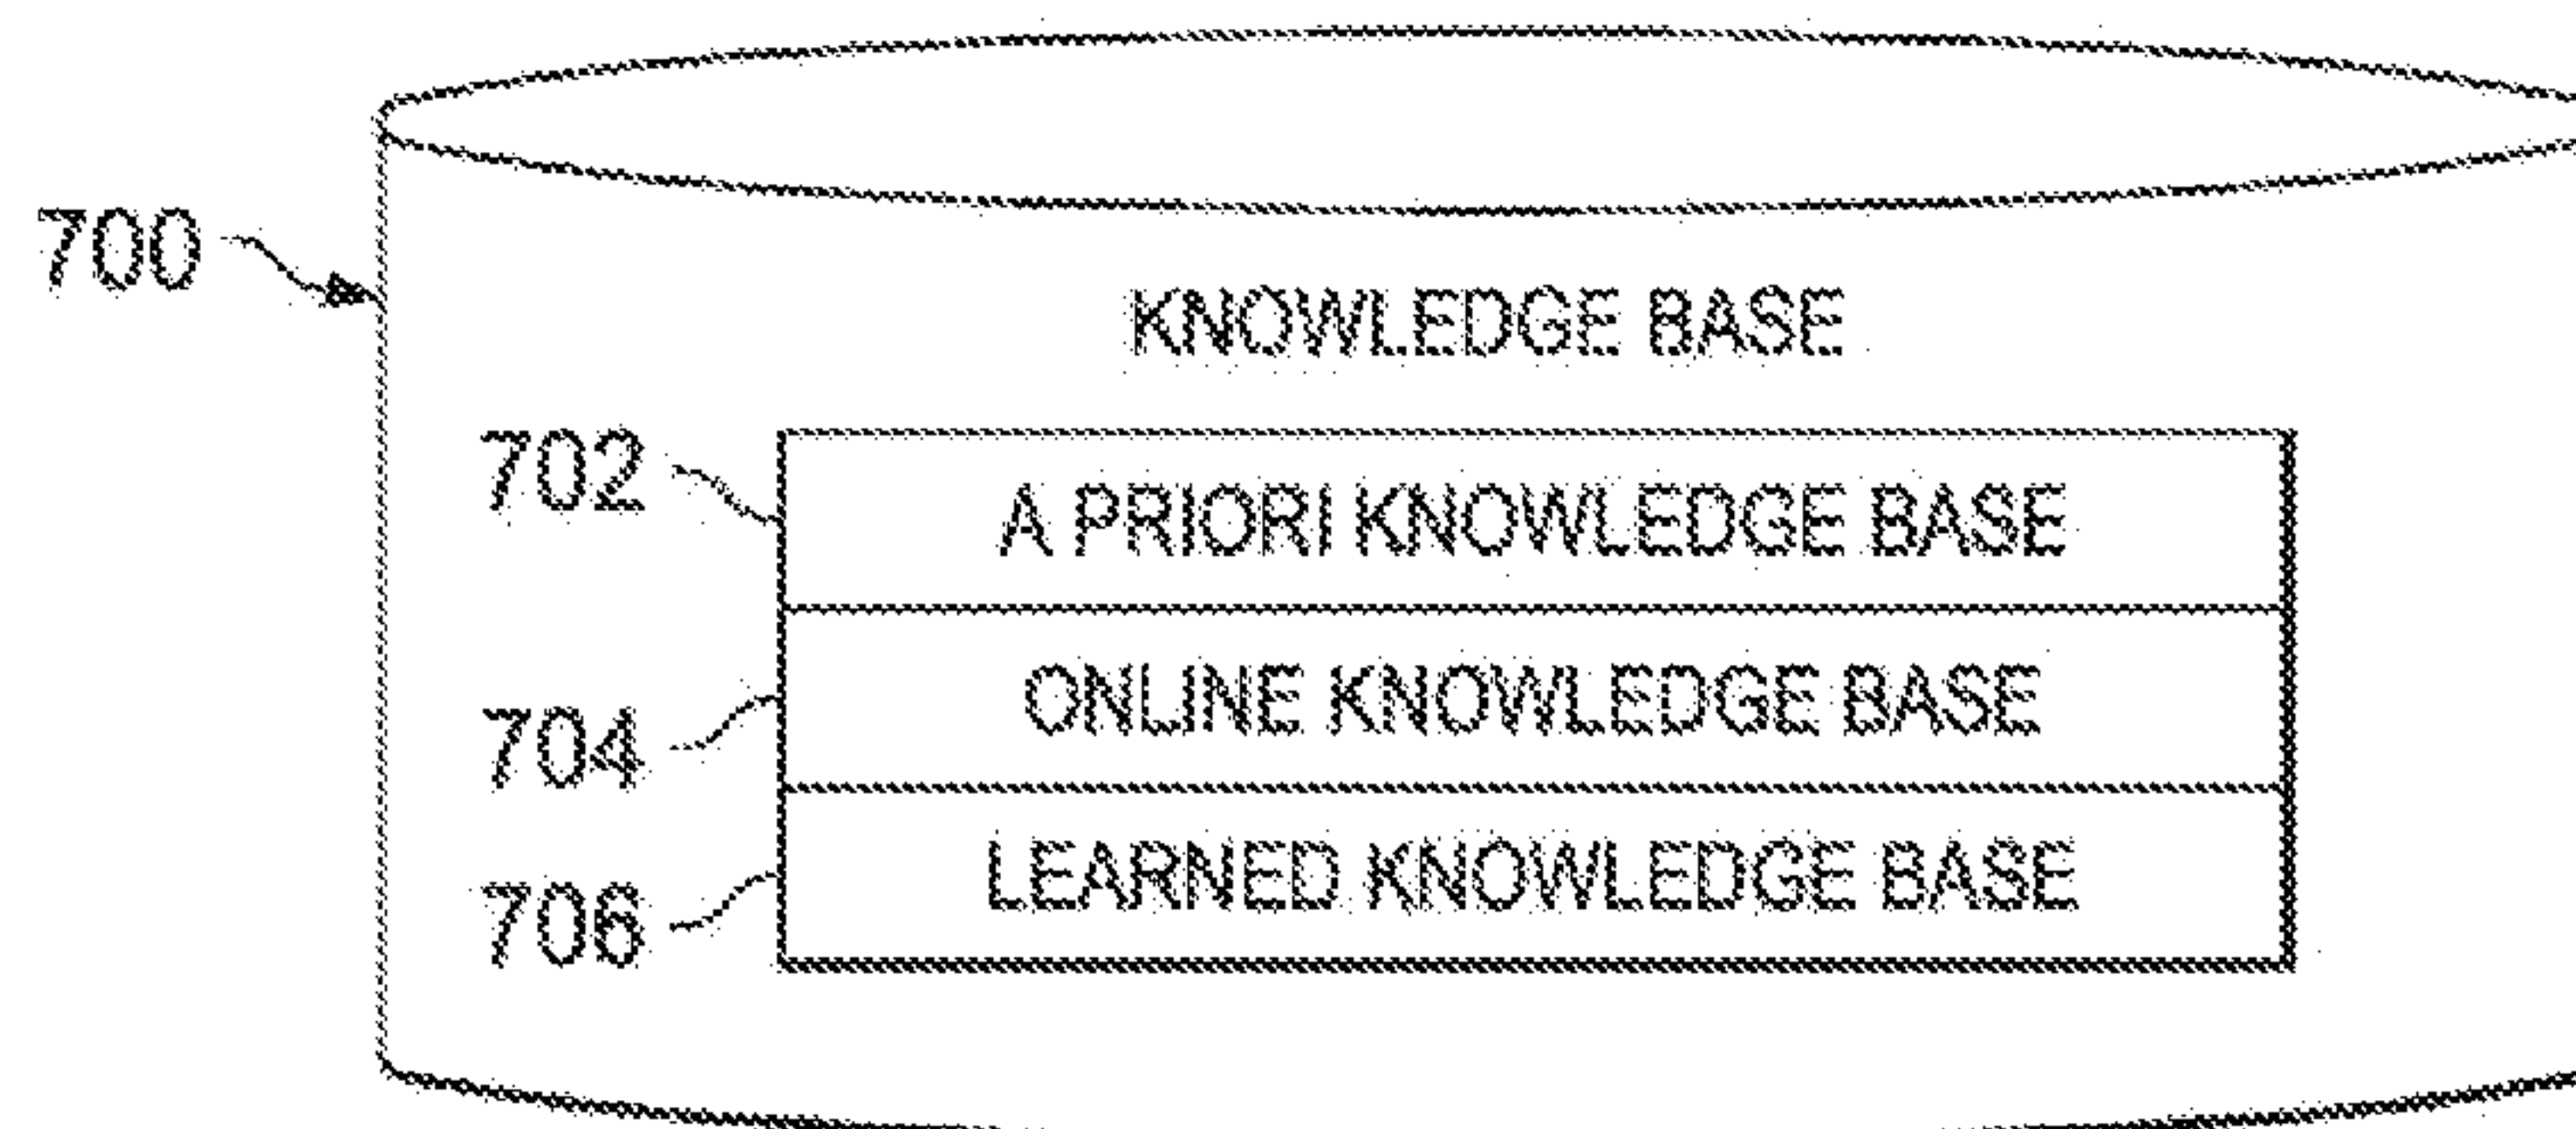 700
KNOWLEDGE BASE
702
A PRIORI KNOWLEDGE BASE
704
ONLINE KNOWLEDGE BASE
706
LEARNED KNOWLEDGE BASE